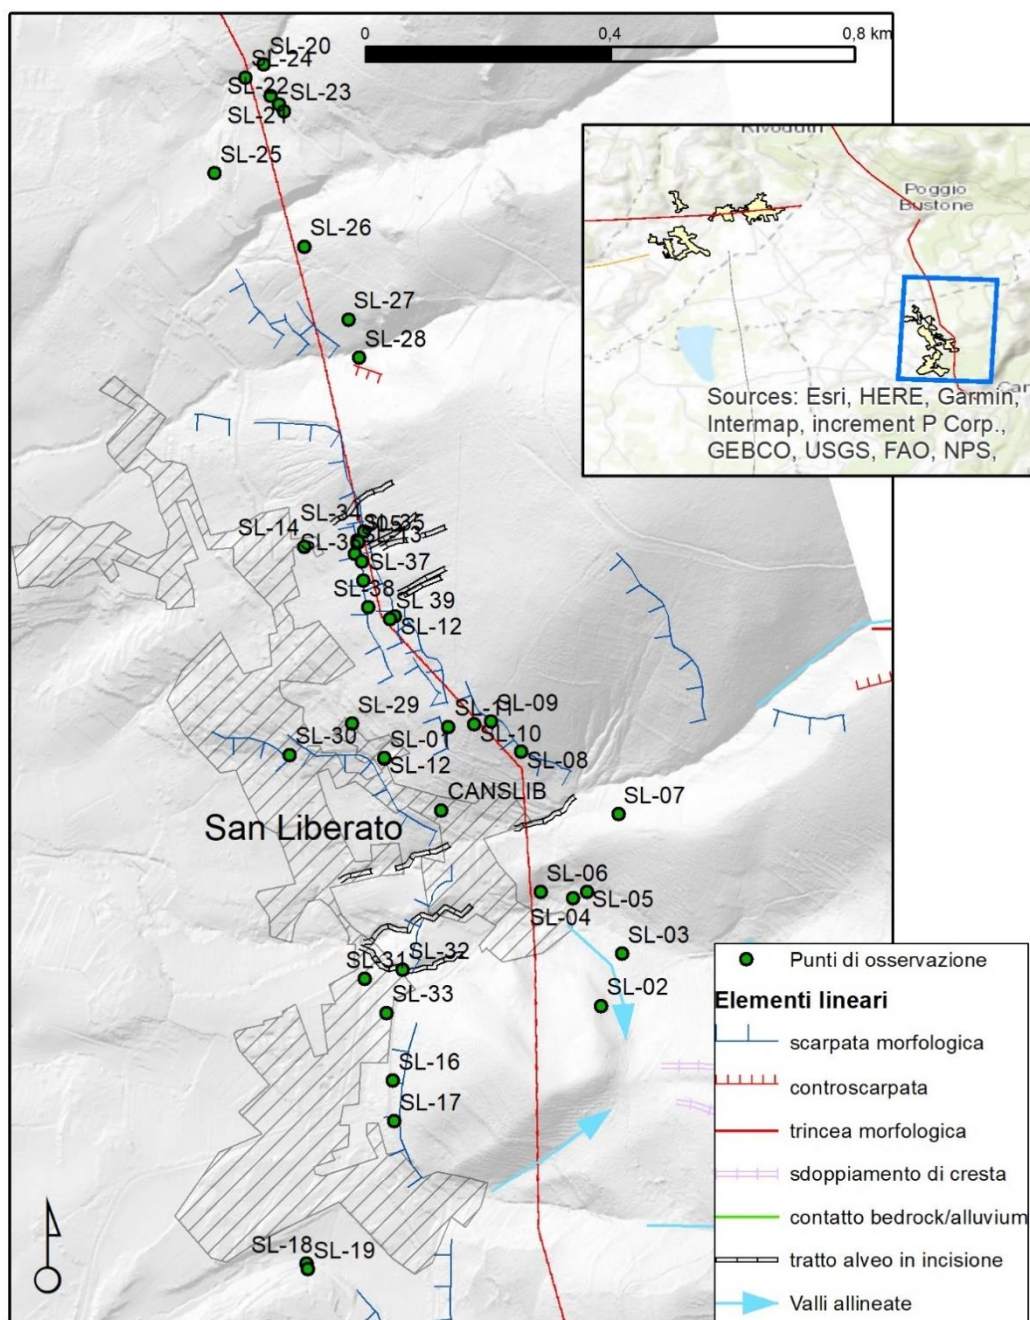 0
0,4
0,8 km
SL-20
SL-24
SL-22
SL-23
SL-21
SL-25
SL-26
SL-27
SL-28
Poggio
Bustone
Sources: Esri, HERE, Garmin,
Intermap, increment P Corp.,
GEBCO, USGS, FAO, NPS,
SL-34
SL-14
SL-37
SL-38
SL 39
SL-12
SL-29
SL-11
SL-09
SL-30
SL-01
SL-10
SL-12
SL-08
CANSLIB
SL-07
San Liberato
SL-06
SL-05
SL-04
SL-03
SL-31
SL-32
SL-02
SL-33
SL-16
SL-17
SL-18
SL-19
Punti di osservazione
Elementi lineari
scarpata morfologica
controscarpata
trincea morfologica
sdoppiamento di cresta
contatto bedrock/alluvium
tratto alveo in incisione
Valli allineate